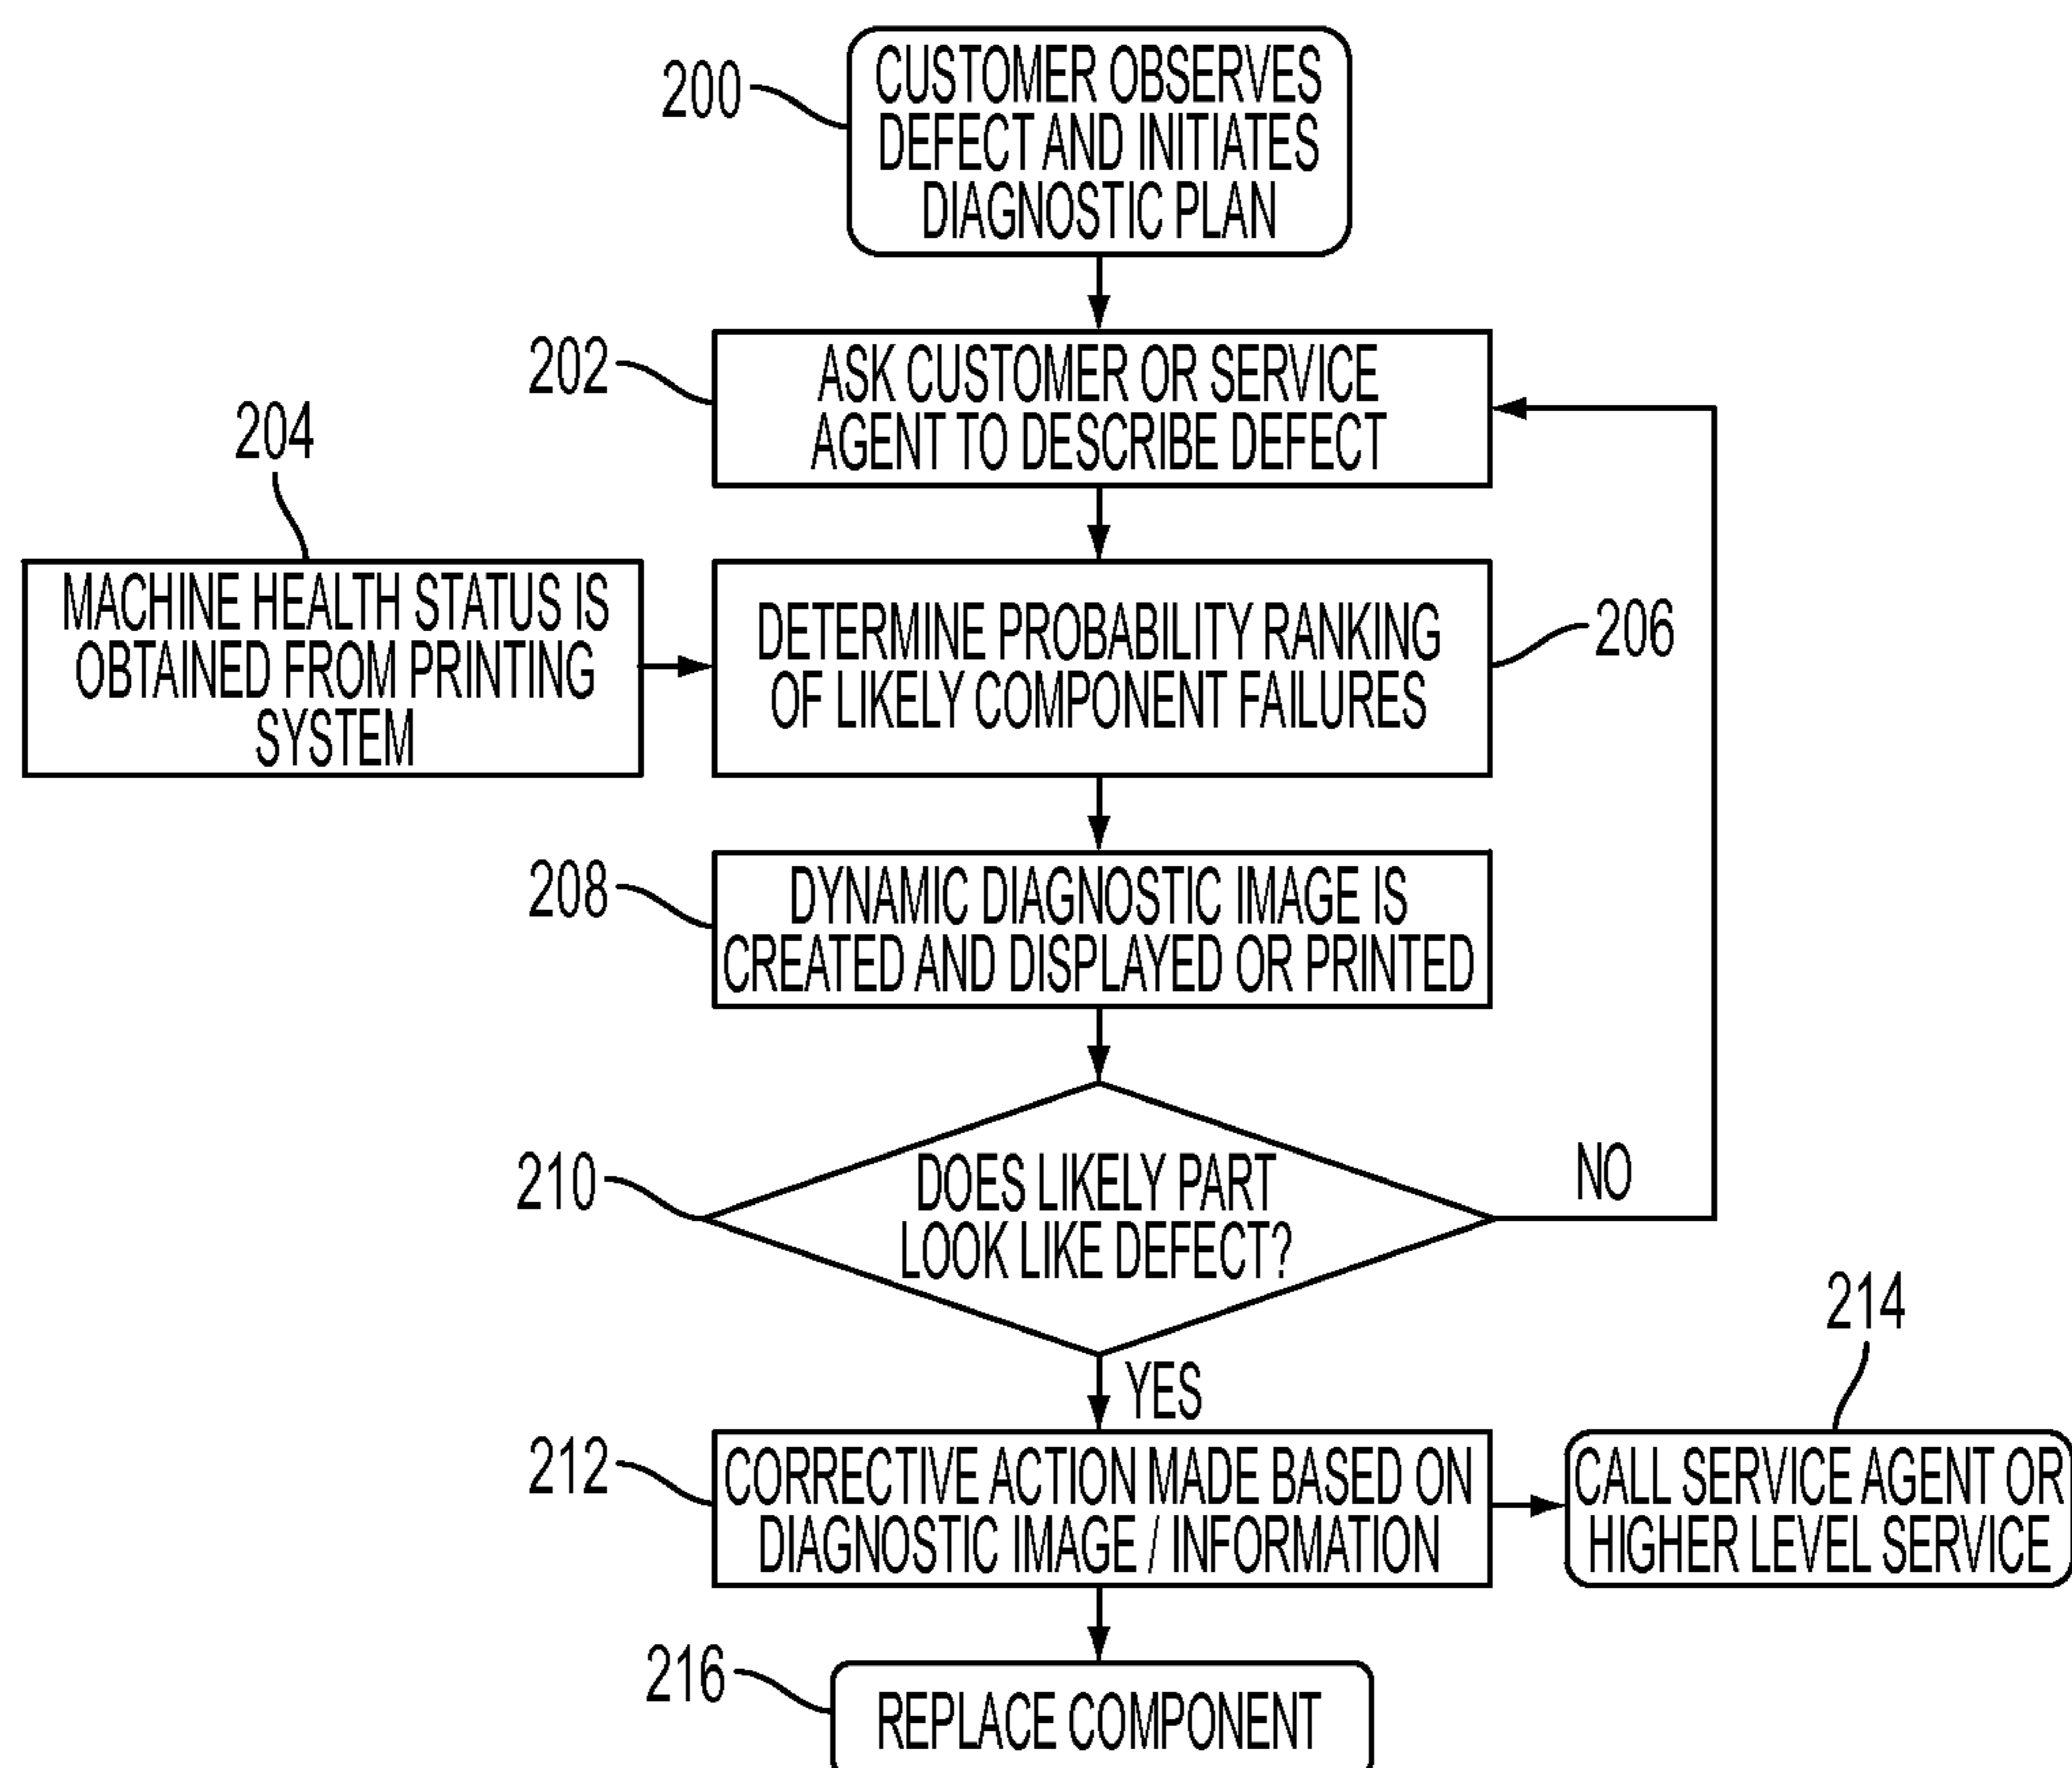 200
CUSTOMER OBSERVES
DEFECT AND INITIATES
DIAGNOSTIC PLAN
202
ASK CUSTOMER OR SERVICE
AGENT TO DESCRIBE DEFECT
204
MACHINE HEALTH STATUS IS
OBTAINED FROM PRINTING
SYSTEM
DETERMINE PROBABILITY RANKING
OF LIKELY COMPONENT FAILURES
206
208
DYNAMIC DIAGNOSTIC IMAGE IS
CREATED AND DISPLAYED OR PRINTED
210
DOES LIKELY PART
LOOK LIKE DEFECT?
NO
YES
212
CORRECTIVE ACTION MADE BASED ON
DIAGNOSTIC IMAGE / INFORMATION
214
CALL SERVICE AGENT OR
HIGHER LEVEL SERVICE
216
REPLACE COMPONENT